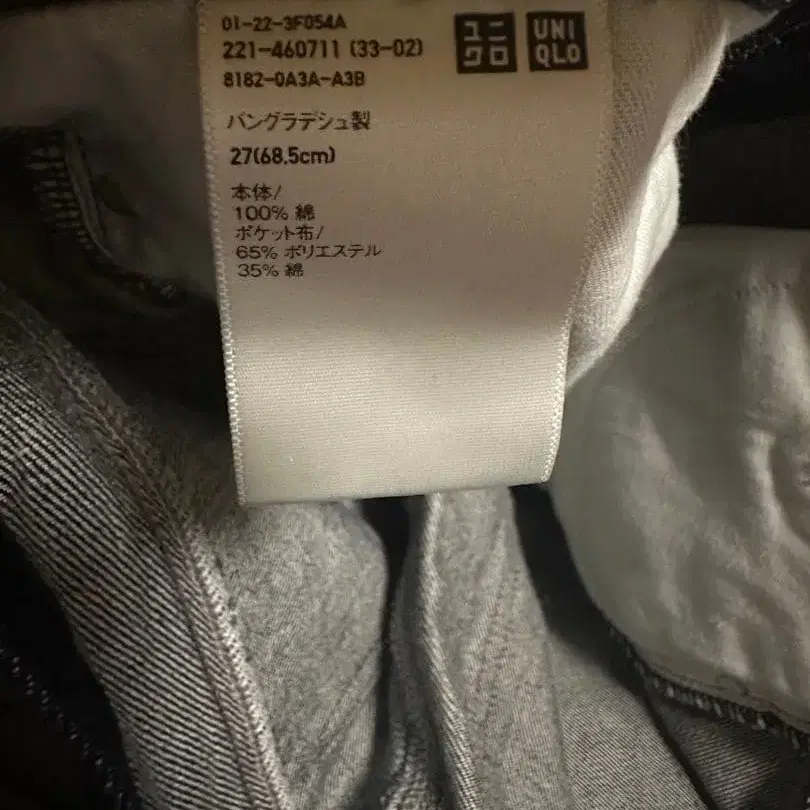 01-22-3F054A
221-460711 (33-02)
8182-0A3A-A3B
ユニ
クロ
UNI
QLO
バングラデシュ製
27(68.5cm)
本体/
100% 綿
ポケット布/
65% ポリエステル
35% 綿